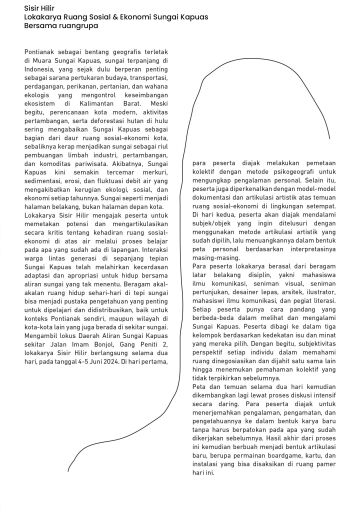 Sisir Hilir
Lokakarya Ruang Sosial & Ekonomi Sungai Kapuas
Bersama ruangrupa
Pontianak sebagai bentang geografis terletak
di Muara Sungai Kapuas, sungai terpanjang di
Indonesia, yang sejak dulu berperan penting
sebagai sarana pertukaran budaya, transportasi,
perdagangan, perikanan, pertanian, dan wahana
ekologis yang mengontrol keseimbangan
ekosistem di Kalimantan Barat. Meski
begitu, perencanaan kota modern, aktivitas
pertambangan, serta deforestasi hutan di hulu
sering mengabaikan Sungai Kapuas sebagai
bagian dari daur ruang sosial-ekonomi kota,
sebaliknya kerap menjadikan sungai sebagai riul
pembuangan limbah industri, pertambangan,
dan komoditas pariwisata. Akibatnya, Sungai
Kapuas kini semakin tercemar merkuri,
sedimentasi, erosi, dan fluktuasi debit air yang
mengakibatkan kerugian ekologi, sosial, dan
ekonomi setiap tahunnya. Sungai seperti menjadi
halaman belakang, bukan halaman depan kota.
Lokakarya Sisir Hilir mengajak peserta untuk
memetakan potensi dan mengartikulasikan
secara kritis tentang kehadiran ruang sosial-
ekonomi di atas air melalui proses belajar
pada apa yang sudah ada di lapangan. Interaksi
warga lintas generasi di sepanjang tepian
Sungai Kapuas telah melahirkan kecerdasan
adaptasi dan apropriasi untuk hidup bersama
aliran sungai yang tak menentu. Beragam akal-
akalan ruang hidup sehari-hari di tepi sungai
bisa menjadi pustaka pengetahuan yang penting
untuk dipelajari dan didistribusikan, baik untuk
konteks Pontianak sendiri, maupun wilayah di
kota-kota lain yang juga berada di sekitar sungai.
Mengambil lokus Daerah Aliran Sungai Kapuas
sekitar Jalan Imam Bonjol, Gang Peniti 2,
lokakarya Sisir Hilir berlangsung selama dua
hari, pada tanggal 4-5 Juni 2024. Di hari pertama,
para peserta diajak melakukan pemetaan
kolektif dengan metode psikogeografi untuk
mengungkap pengalaman personal. Selain itu,
peserta juga diperkenalkan dengan model-model
dokumentasi dan artikulasi artistik atas temuan
ruang sosial-ekonomi di lingkungan setempat.
Di hari kedua, peserta akan diajak mendalami
subjek/objek yang ingin ditelusuri dengan
menggunakan metode artikulasi artistik yang
sudah dipilih, lalu menuangkannya dalam bentuk
peta personal berdasarkan interpretasinya
masing-masing.
Para peserta lokakarya berasal dari beragam
latar belakang disiplin, yakni mahasiswa
ilmu komunikasi, seniman visual, seniman
pertunjukan, desainer lepas, arsitek, ilustrator,
mahasiswi ilmu komunikasi, dan pegiat literasi.
Setiap peserta punya cara pandang yang
berbeda-beda dalam melihat dan mengalami
Sungai Kapuas. Peserta dibagi ke dalam tiga
kelompok berdasarkan kedekatan isu dan minat
yang mereka pilih. Dengan begitu, subjektivitas
perspektif setiap individu dalam memahami
ruang dinegosiasikan dan dijahit satu sama lain
hingga menemukan pemahaman kolektif yang
tidak terpikirkan sebelumnya.
Peta dan temuan selama dua hari kemudian
dikembangkan lagi lewat proses diskusi intensif
secara daring. Para peserta diajak untuk
menerjemahkan pengalaman, pengamatan, dan
pengetahuannya ke dalam bentuk karya baru
tanpa harus berpatokan pada apa yang sudah
dikerjakan sebelumnya. Hasil akhir dari proses
ini kemudian berbuah menjadi bentuk artikulasi
baru, berupa permainan boardgame, kartu, dan
instalasi yang bisa disaksikan di ruang pamer
hari ini.